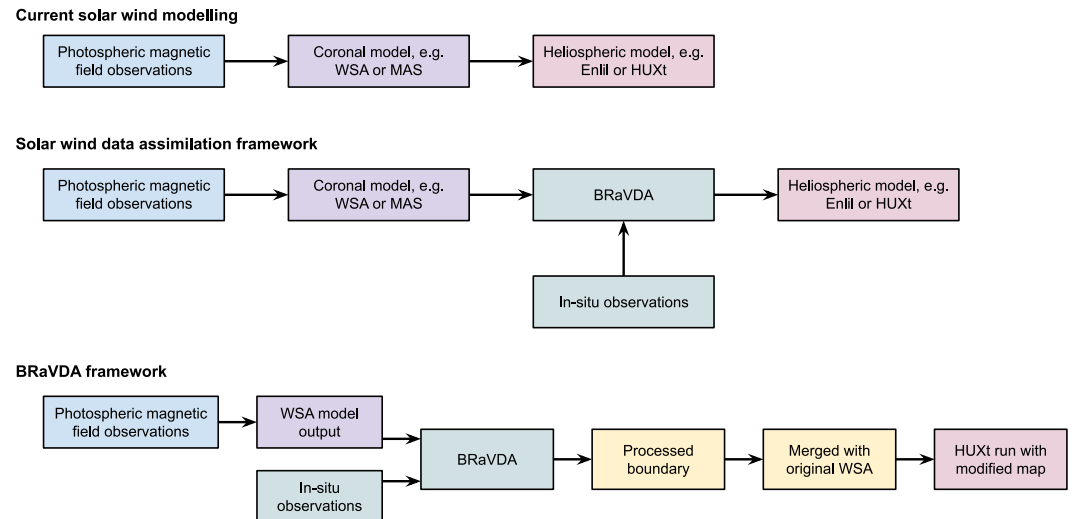 Current solar wind modelling
Photospheric magnetic
field observations
Coronal model, e.g.
WSA or MAS
Heliospheric model, e.g.
Enlil or HUXt
Solar wind data assimilation framework
Photospheric magnetic
field observations
Coronal model, e.g.
WSA or MAS
BRaVDA
Heliospheric model, e.g.
Enlil or HUXt
In-situ observations
BRaVDA framework
Photospheric magnetic
field observations
WSA model
output
In-situ
observations
BRaVDA
Processed
boundary
Merged with
original WSA
HUXt run with
modified map